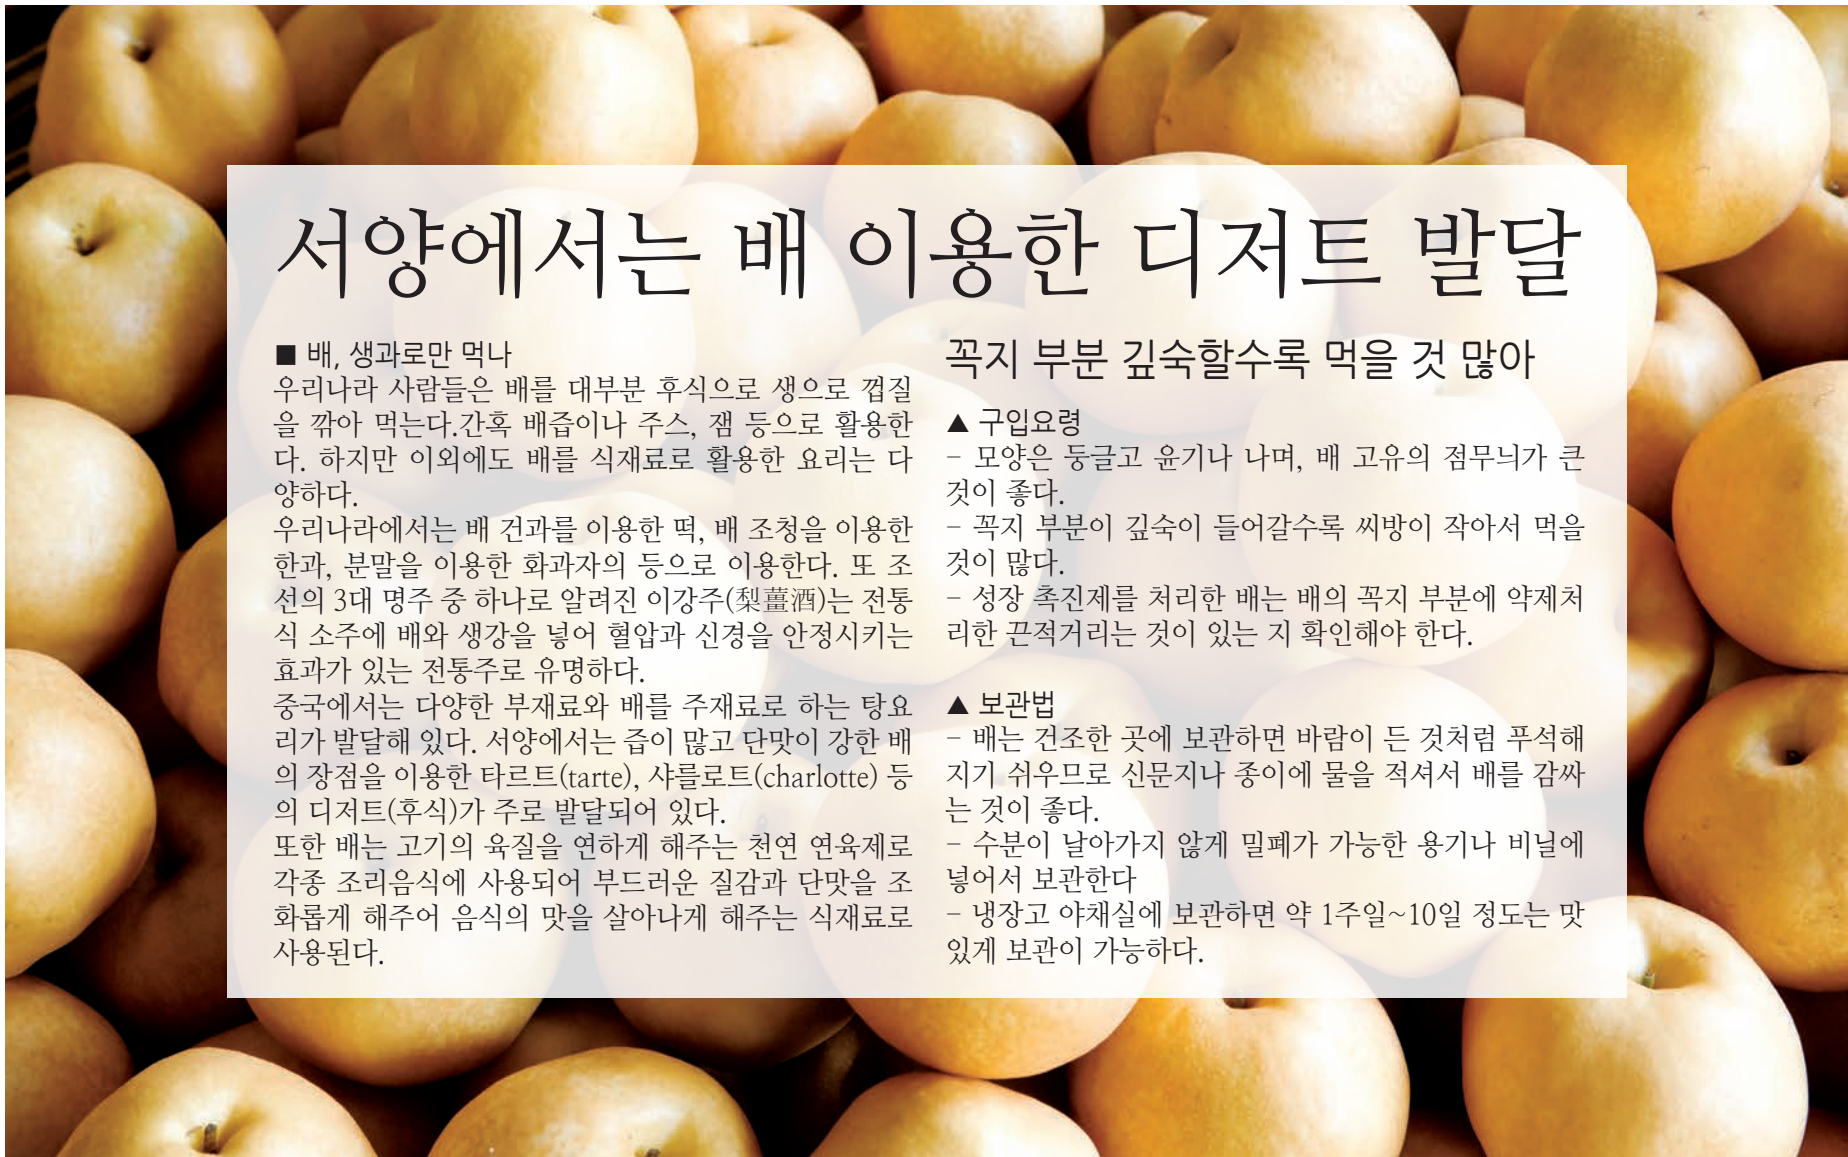 서양에서는 배 이용한 디저트 발달
■ 배, 생과로만 먹나
우리나라 사람들은 배를 대부분 후식으로 생으로 껍질
을 깎아 먹는다.간혹 배즙이나 주스, 잼 등으로 활용한
다. 하지만 이외에도 배를 식재료로 활용한 요리는 다
양하다.
우리나라에서는 배 건과를 이용한 떡, 배 조청을 이용한
한과, 분말을 이용한 화과자의 등으로 이용한다. 또 조
선의 3대 명주 중 하나로 알려진 이강주(梨薑酒)는 전통
식 소주에 배와 생강을 넣어 혈압과 신경을 안정시키는
효과가 있는 전통주로 유명하다.
중국에서는 다양한 부재료와 배를 주재료로 하는 탕요
리가 발달해 있다. 서양에서는 즙이 많고 단맛이 강한 배
의 장점을 이용한 타르트(tarte), 샤를로트(charlotte) 등
의 디저트(후식)가 주로 발달되어 있다.
또한 배는 고기의 육질을 연하게 해주는 천연 연육제로
각종 조리음식에 사용되어 부드러운 질감과 단맛을 조
화롭게 해주어 음식의 맛을 살아나게 해주는 식재료로
사용된다.
꼭지 부분 깊숙할수록 먹을 것 많아
▲ 구입요령
- 모양은 둥글고 윤기나 나며, 배 고유의 점무늬가 큰
것이 좋다.
- 꼭지 부분이 깊숙이 들어갈수록 씨방이 작아서 먹을
것이 많다.
- 성장 촉진제를 처리한 배는 배의 꼭지 부분에 약제처
리한 끈적거리는 것이 있는 지 확인해야 한다.
▲ 보관법
- 배는 건조한 곳에 보관하면 바람이 든 것처럼 푸석해
지기 쉬우므로 신문지나 종이에 물을 적셔서 배를 감싸
는 것이 좋다.
- 수분이 날아가지 않게 밀폐가 가능한 용기나 비닐에
넣어서 보관한다
- 냉장고 야채실에 보관하면 약 1주일~10일 정도는 맛
있게 보관이 가능하다.